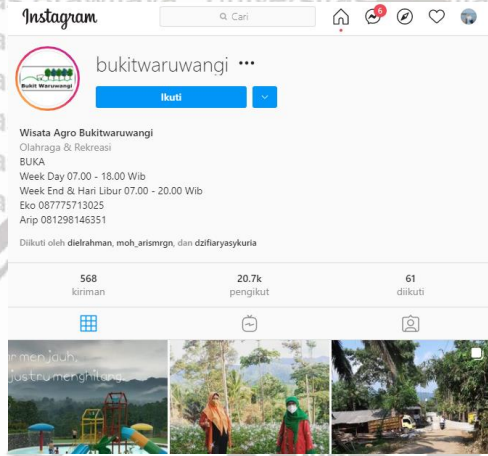 Instagram
Cari
6
Bukit Waruwangi
bukitwaruwangi
Ikuti
Wisata Agro Bukitwaruwangi
Olahraga & Rekreasi
BUKA
Week Day 07.00 - 18.00 Wib
Week End & Hari Libur 07.00 - 20.00 Wib
Eko 087775713025
Arip 081298146351
Diikuti oleh dielrahman, moh_arismrgn, dan dzifiaryasykuria
568 20.7k 61
kiriman pengikut diikuti
menjauh,
justru menghilang